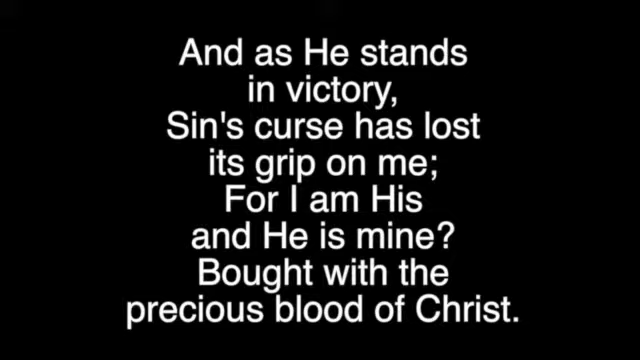 And as He stands
in victory,
Sin's curse has lost
its grip on me;
For I am His
and He is mine?
Bought with the
precious blood of Christ.